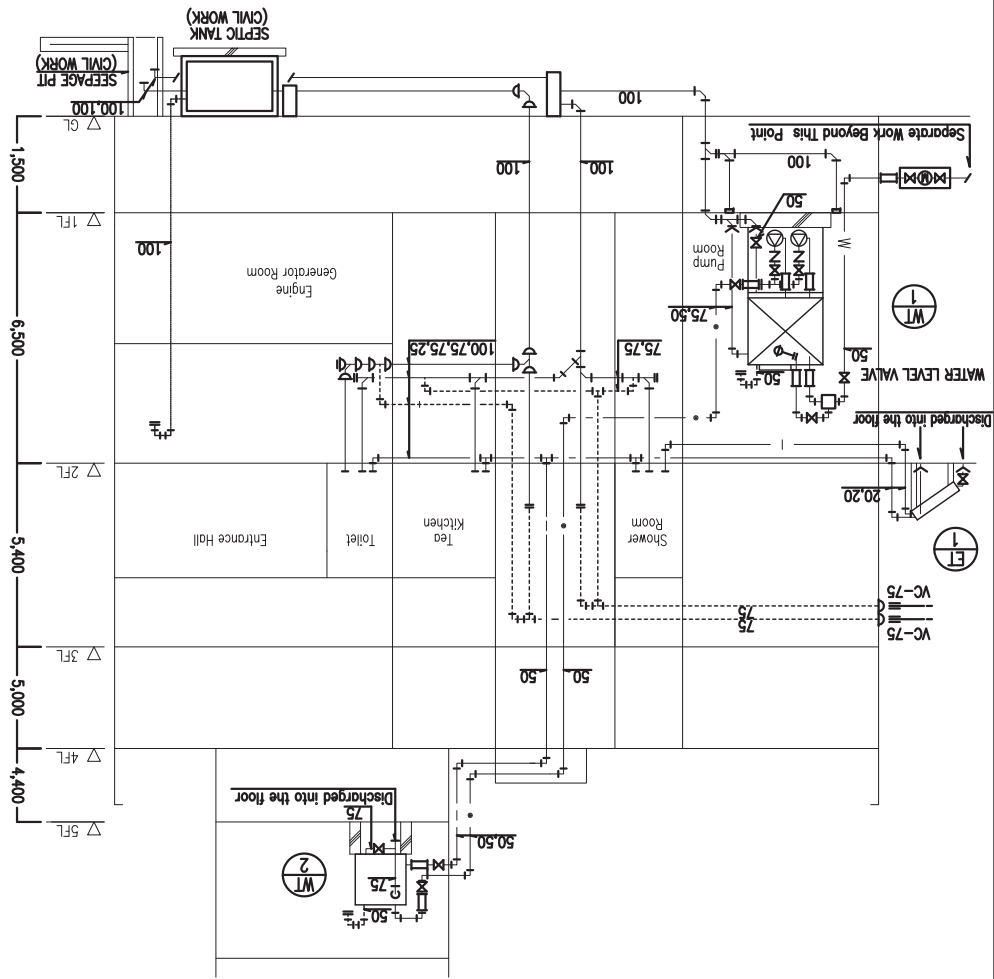 50
75
WT
2
50,50
75
Discharged into the floor
5FL
4,400
4FL
5,000
50
50
3FL
VC-75
75
75
VC-75
ET
1
5,400
Shower
Room
Tea
Kitchen
Toilet
Entrance Hall
20,20
2FL
Discharged into the floor
WATER LEVEL VALVE
50
50
75,75
100,75,75,25
WT
1
75,50
6,500
Engine
Generator Room
Pump
Room
W
100
50
1FL
M
100
100
100
1,500
Separate Work Beyond This Point
GL
100
100,100
SEEPAGE PIT
(CIVIL WORK)
SEPTIC TANK
(CIVIL WORK)